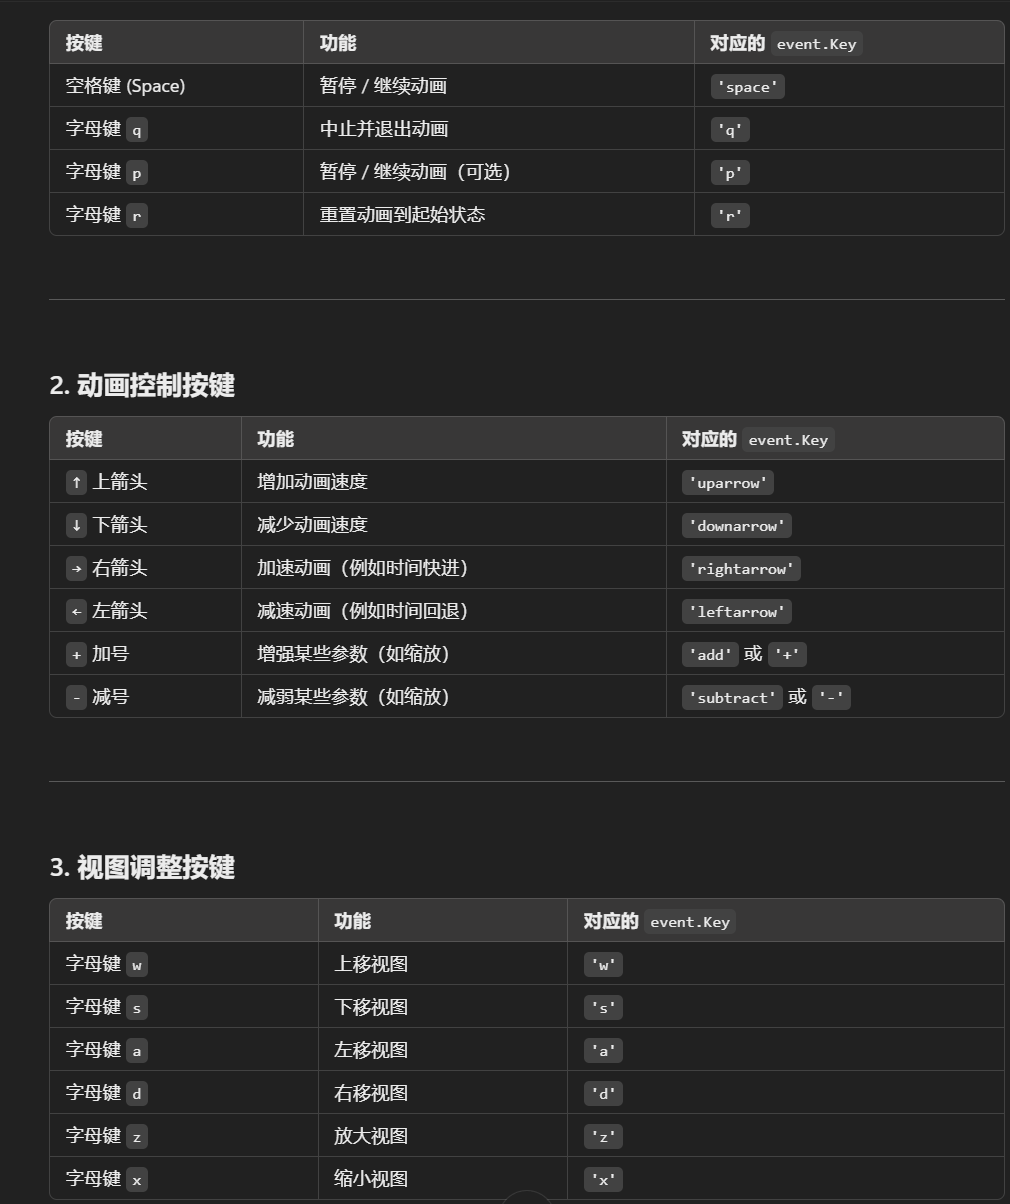 按键 功能 对应的 event.Key
空格键 (Space) 暂停 / 继续动画 'space'
字母键 q 中止并退出动画 'q'
字母键 p 暂停 / 继续动画（可选） 'p'
字母键 r 重置动画到起始状态 'r'
2. 动画控制按键
按键 功能 对应的 event.Key
↑ 上箭头 增加动画速度 'uparrow'
↓ 下箭头 减少动画速度 'downarrow'
→ 右箭头 加速动画（例如时间快进） 'rightarrow'
← 左箭头 减速动画（例如时间回退） 'leftarrow'
+ 加号 增强某些参数（如缩放） 'add' 或 '+'
- 减号 减弱某些参数（如缩放） 'subtract' 或 '-'
3. 视图调整按键
按键 功能 对应的 event.Key
字母键 w 上移视图 'w'
字母键 s 下移视图 's'
字母键 a 左移视图 'a'
字母键 d 右移视图 'd'
字母键 z 放大视图 'z'
字母键 x 缩小视图 'x'